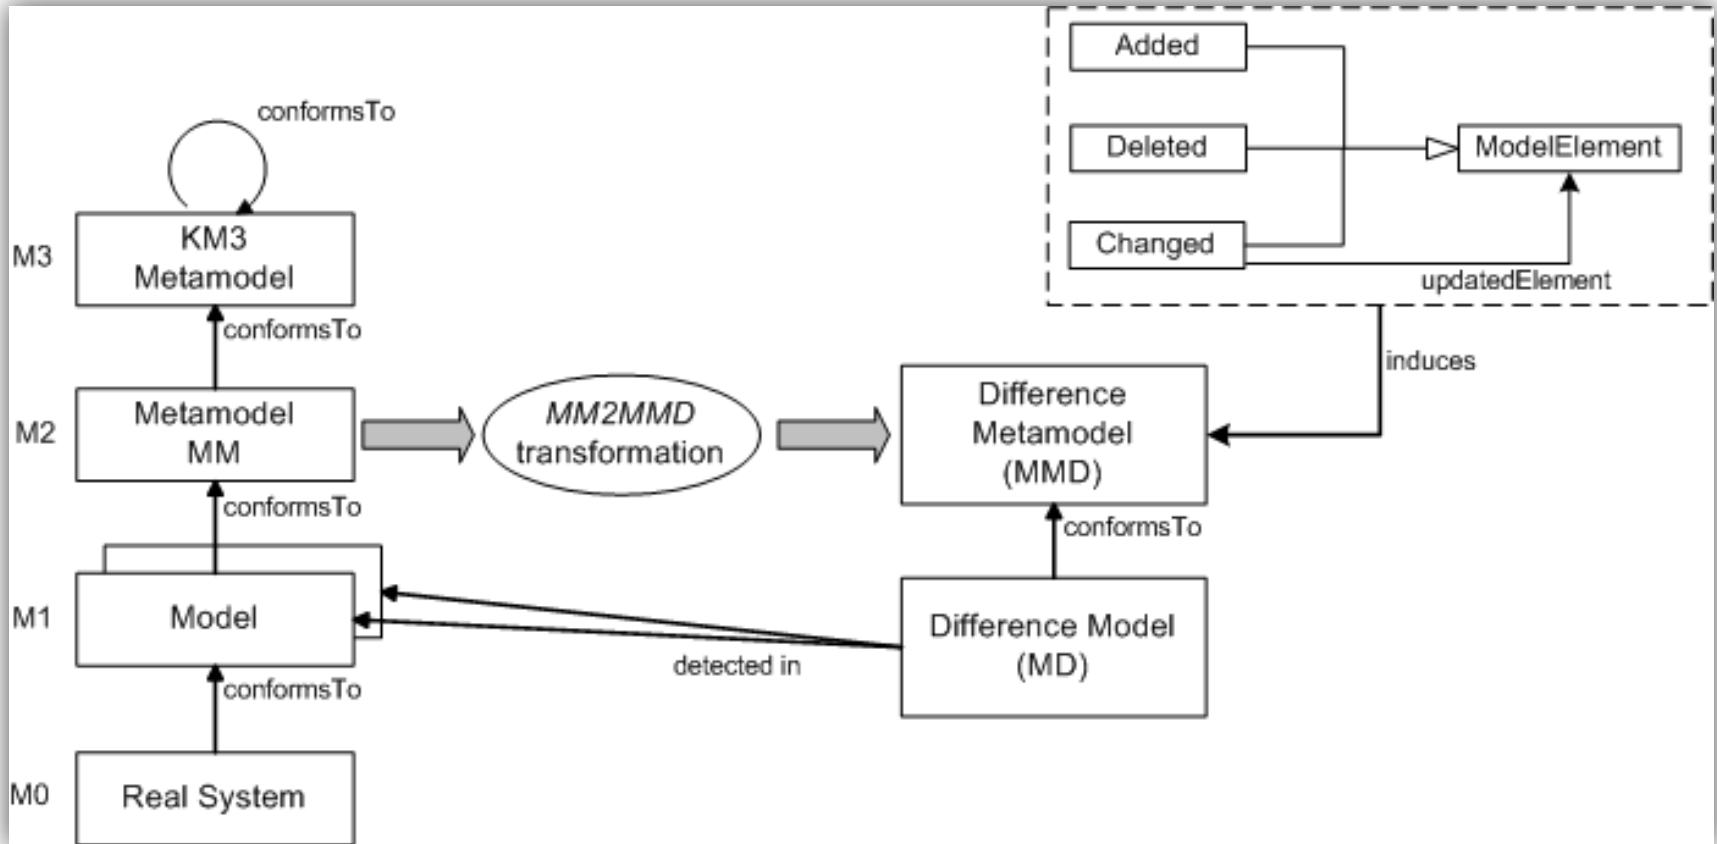 Added
conformsTo
Deleted
ModelElement
KM3
Metamodel
M3
Changed
updatedElement
conformsTo
induces
M2
Metamodel
MM
MM2MMD
transformation
Difference
Metamodel
(MMD)
conformsTo
conformsTo
M1
Model
Difference Model
(MD)
detected in
conformsTo
M0
Real System